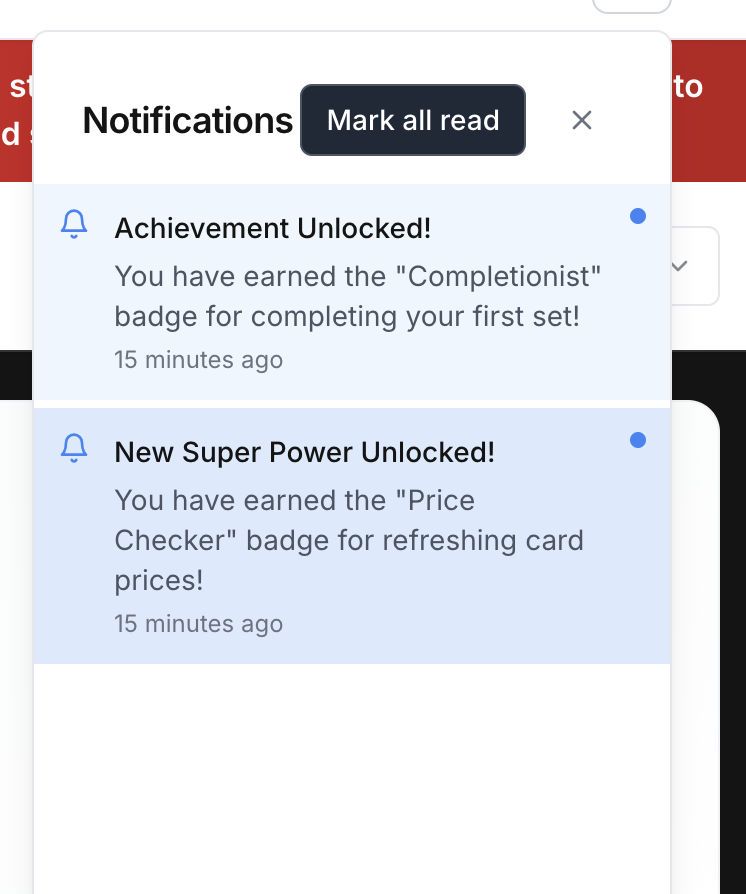 st
to
d
Notifications
Mark all read
Achievement Unlocked!
You have earned the "Completionist"
badge for completing your first set!
15 minutes ago
New Super Power Unlocked!
You have earned the "Price
Checker" badge for refreshing card
prices!
15 minutes ago